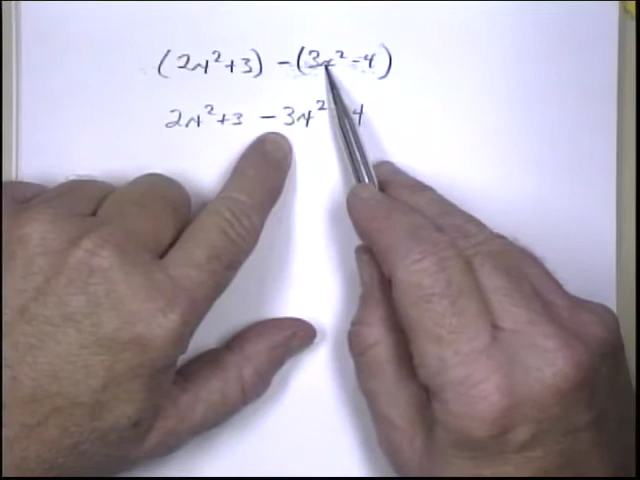 (2x²+3) -(3x²-4)
2x²+3 -3x² 4